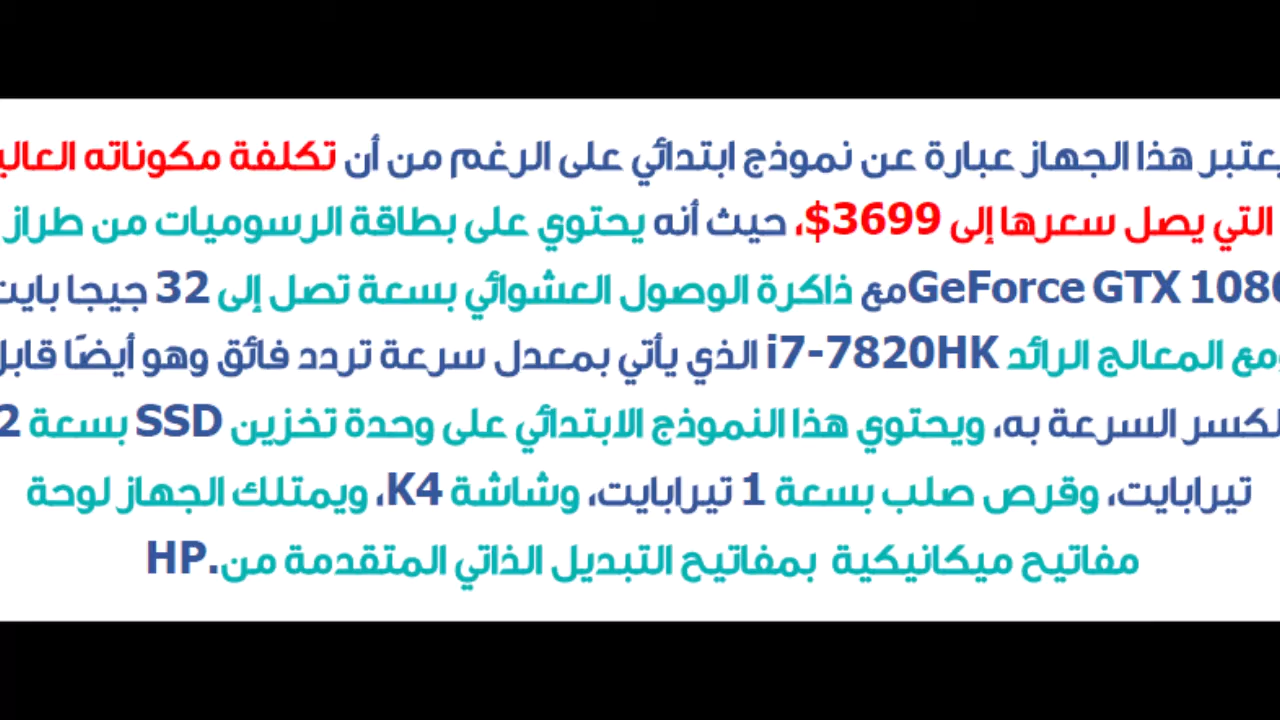 يعتبر هذا الجهاز عبارة عن نموذج ابتدائي على الرغم من أن تكلفة مكوناته العالي
التي يصل سعرها إلى 3699$، حيث أنه يحتوي على بطاقة الرسوميات من طراز
GeForce GTX 1080مع ذاكرة الوصول العشوائي بسعة تصل إلى 32 جيجا بايت
ومع المعالج الرائد i7-7820HK الذي يأتي بمعدل سرعة تردد فائق وهو أيضًا قابل
لكسر السرعة به، ويحتوي هذا النموذج الابتدائي على وحدة تخزين SSD بسعة 2
تيرابايت، وقرص صلب بسعة 1 تيرابايت، وشاشة K4، ويمتلك الجهاز لوحة
مفاتيح ميكانيكية بمفاتيح التبديل الذاتي المتقدمة من.HP